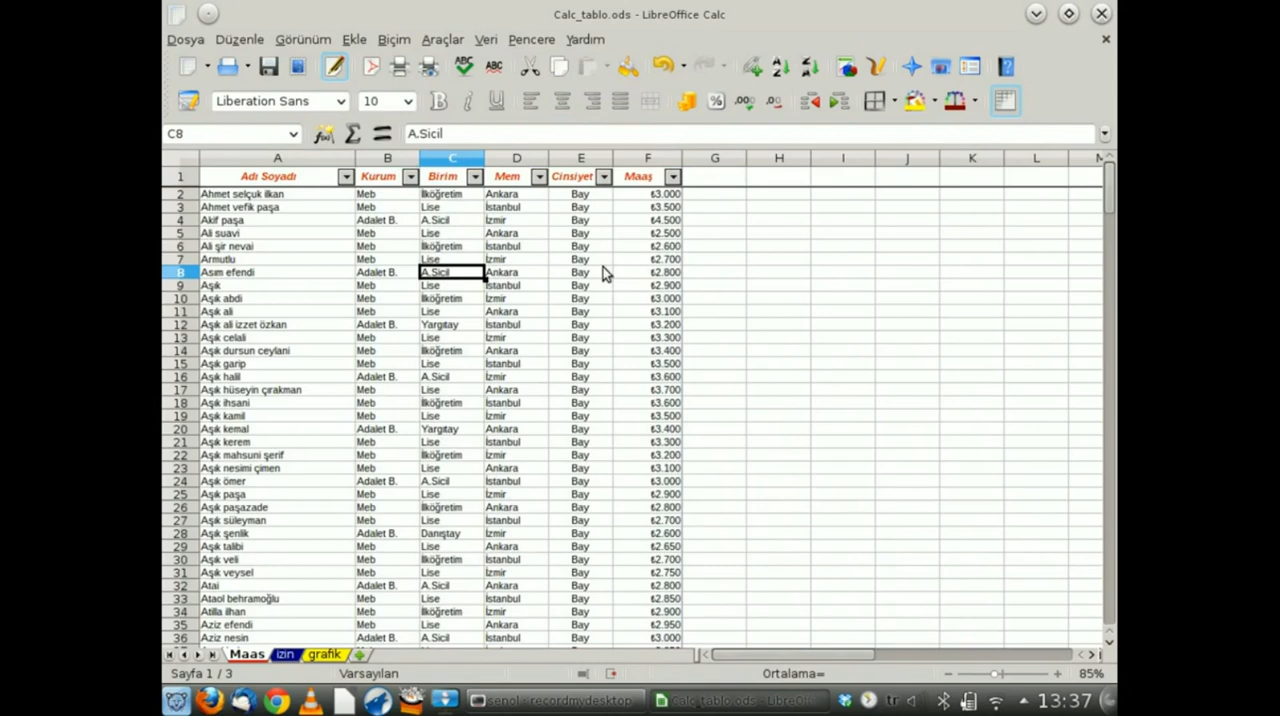 Calc_tablo.ods - LibreOffice Calc
Dosya Düzenle Görünüm Ekle Biçim Araçlar Veri Pencere Yardım
Liberation Sans 10
C8 A.Sicil
A B C D E F G H I J K L M
1 Adı Soyadı Kurum Birim Mem Cinsiyet Maaş
2 Ahmet selçuk ilkan Meb İlköğretim Ankara Bay ₺3.000
3 Ahmet vefik paşa Meb Lise İstanbul Bay ₺3.500
4 Akif paşa Adalet B. A.Sicil İzmir Bay ₺4.500
5 Ali suavi Meb Lise Ankara Bay ₺2.500
6 Ali şir nevai Meb İlköğretim İstanbul Bay ₺2.600
7 Armutlu Meb Lise İzmir Bay ₺2.700
8 Asım efendi Adalet B. A.Sicil Ankara Bay ₺2.800
9 Aşık Meb Lise İstanbul Bay ₺2.900
10 Aşık abdi Meb İlköğretim İzmir Bay ₺3.000
11 Aşık ali Meb Lise Ankara Bay ₺3.100
12 Aşık ali izzet özkan Adalet B. Yargıtay İstanbul Bay ₺3.200
13 Aşık celali Meb Lise İzmir Bay ₺3.300
14 Aşık dursun ceylani Meb İlköğretim Ankara Bay ₺3.400
15 Aşık garip Meb Lise İstanbul Bay ₺3.500
16 Aşık halil Adalet B. A.Sicil İzmir Bay ₺3.600
17 Aşık hüseyin çırakman Meb Lise Ankara Bay ₺3.700
18 Aşık ihsani Meb İlköğretim İstanbul Bay ₺3.600
19 Aşık kamil Meb Lise İzmir Bay ₺3.500
20 Aşık kemal Adalet B. Yargıtay Ankara Bay ₺3.400
21 Aşık kerem Meb Lise İstanbul Bay ₺3.300
22 Aşık mahsuni şerif Meb İlköğretim İzmir Bay ₺3.200
23 Aşık nesimi çimen Meb Lise Ankara Bay ₺3.100
24 Aşık ömer Adalet B. A.Sicil İstanbul Bay ₺3.000
25 Aşık paşa Meb Lise İzmir Bay ₺2.900
26 Aşık paşazade Meb İlköğretim Ankara Bay ₺2.800
27 Aşık süleyman Meb Lise İstanbul Bay ₺2.700
28 Aşık şenlik Adalet B. Danıştay İzmir Bay ₺2.600
29 Aşık talibi Meb Lise Ankara Bay ₺2.650
30 Aşık veli Meb İlköğretim İstanbul Bay ₺2.700
31 Aşık veysel Meb Lise İzmir Bay ₺2.750
32 Atai Adalet B. A.Sicil Ankara Bay ₺2.800
33 Ataol behramoğlu Meb Lise İstanbul Bay ₺2.850
34 Atilla ilhan Meb İlköğretim İzmir Bay ₺2.900
35 Aziz efendi Meb Lise Ankara Bay ₺2.950
36 Aziz nesin Adalet B. A.Sicil İstanbul Bay ₺3.000
Maas izin grafik
Sayfa 1 / 3 Varsayılan Ortalama= 85%
senol - recordmydesktop Calc_tablo.ods - LibreOffi tr 13:37